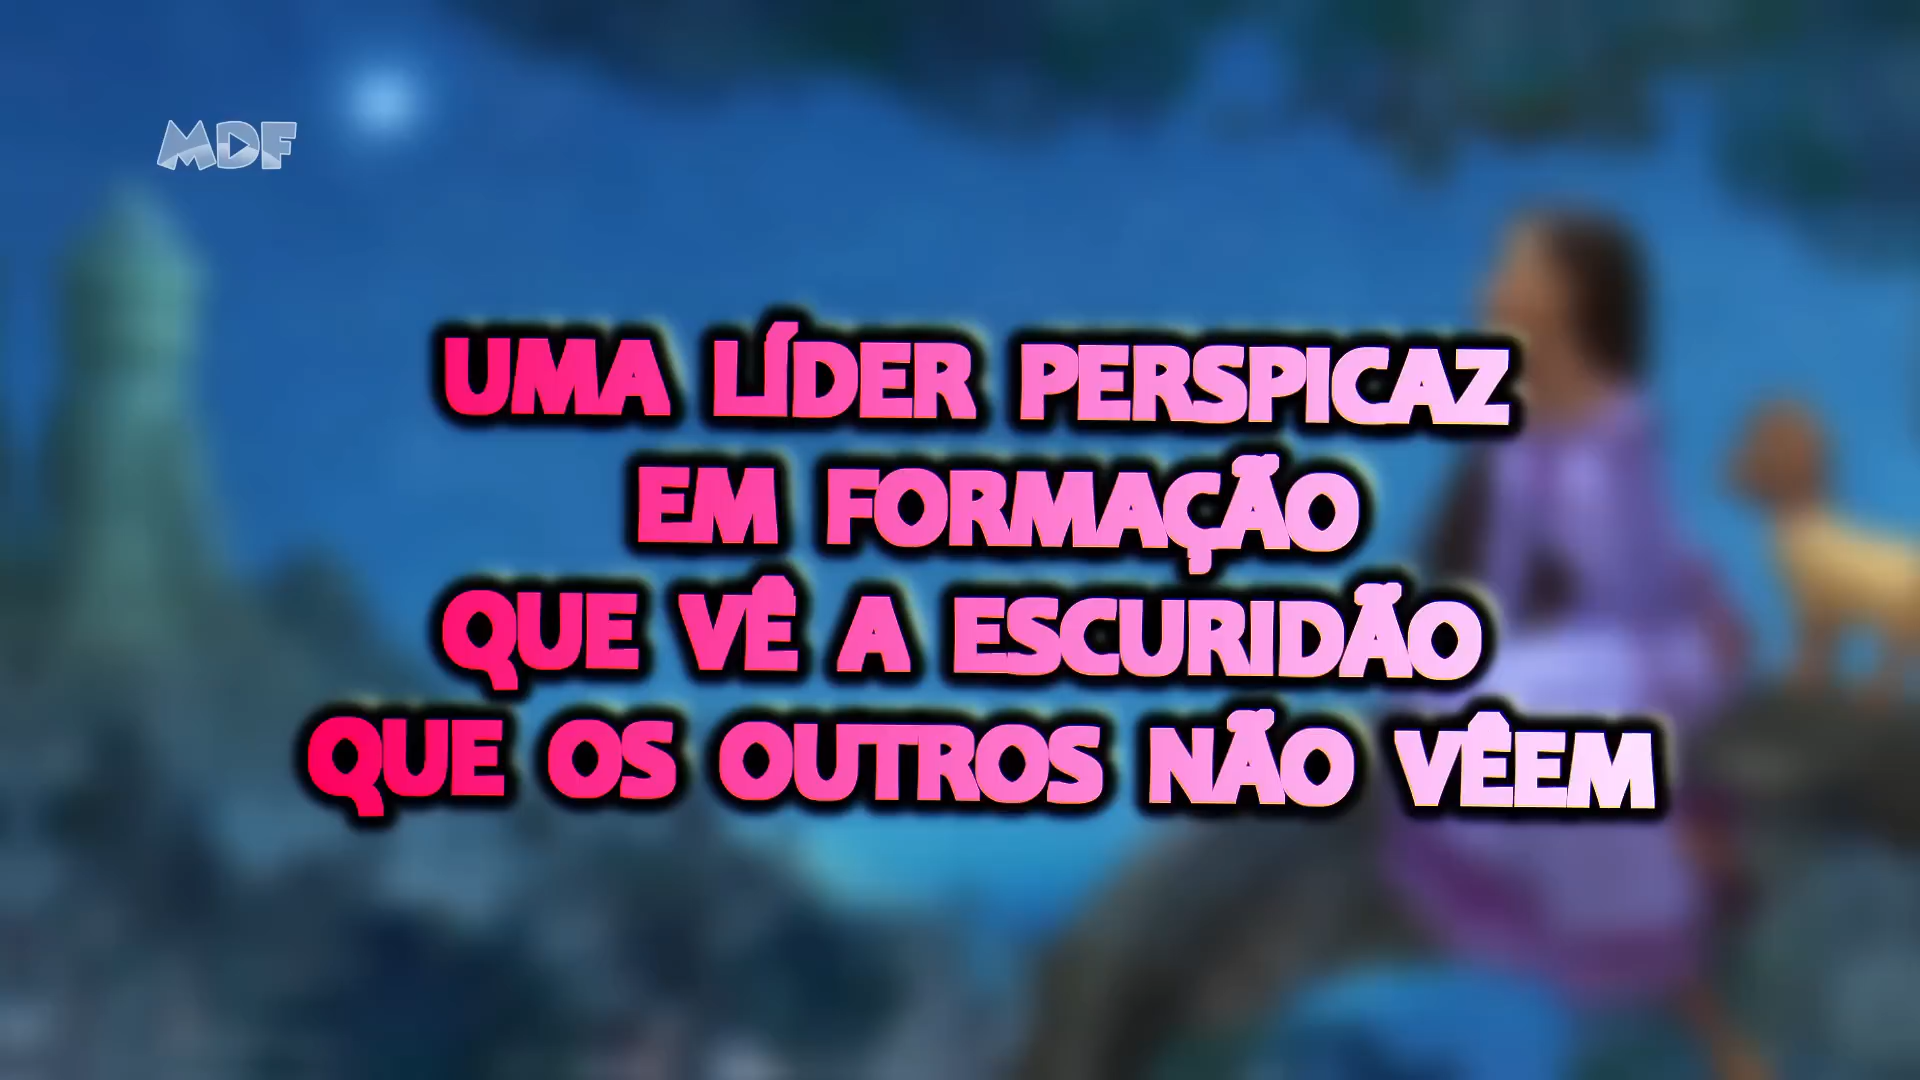 MDF
UMA LÍDER PERSPICAZ
EM FORMAÇÃO
QUE VÊ A ESCURIDÃO
QUE OS OUTROS NÃO VÊEM